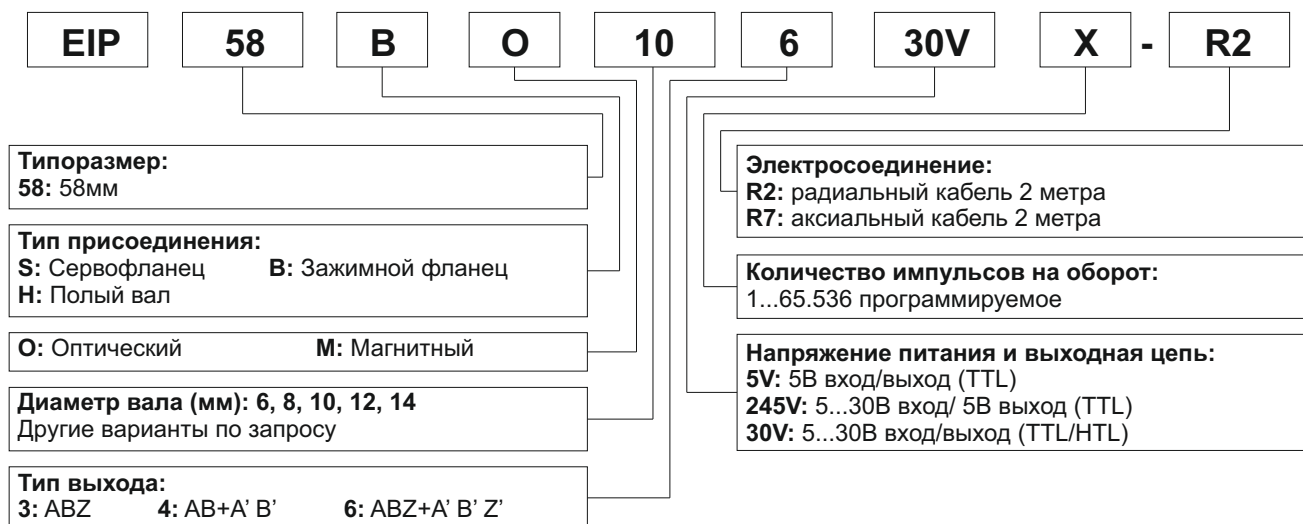 EIP 58 B O 10 6 30V X - R2
Типоразмер:
58: 58мм
Тип присоединения:
S: Сервофланец B: Зажимной фланец
H: Полый вал
O: Оптический M: Магнитный
Диаметр вала (мм): 6, 8, 10, 12, 14
Другие варианты по запросу
Тип выхода:
3: ABZ 4: AB+A' B' 6: ABZ+A' B' Z'
Электросоединение:
R2: радиальный кабель 2 метра
R7: аксиальный кабель 2 метра
Количество импульсов на оборот:
1...65.536 программируемое
Напряжение питания и выходная цепь:
5V: 5В вход/выход (TTL)
245V: 5...30В вход/ 5В выход (TTL)
30V: 5...30В вход/выход (TTL/HTL)